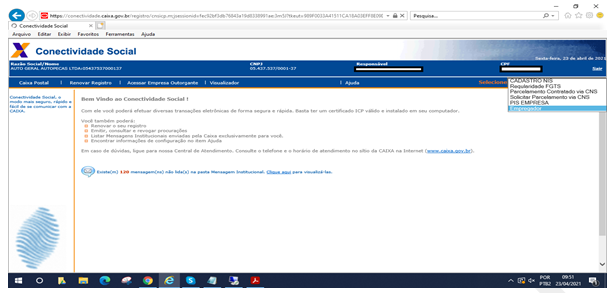 https://conectividade.caixa.gov.br/registro/
Pesquisa...
Conectividade Social
Arquivo Editar Exibir Favoritos Ferramentas Ajuda
Conectividade Social
Sexta-feira, 23 de abril de 2021
Razão Social/Nome
AUTO GERAL AUTOPECAS LTDA:05437537000137
CNPJ
05.437.537/0001-37
Responsável
CPF
Sair
Caixa Postal | Renovar Registro | Acessar Empresa Outorgante | Visualizador | Ajuda
Selecione
CADASTRO NIS
Regularidade FGTS
Parcelamento Contratado via CNS
Solicitar Parcelamento via CNS
PIS EMPRESA
Empregador
Conectividade Social: o
modo mais seguro, rápido e
fácil de se comunicar com a
CAIXA.
Bem Vindo ao Conectividade Social !
Com ele você poderá efetuar diversas transações eletrônicas de forma segura e rápida. Basta ter um certificado ICP válido e instalado em seu computador.
Você também poderá:
Renovar o seu registro
Emitir, consultar e revogar procurações
Listar Mensagens Institucionais enviadas pela Caixa exclusivamente para você.
Encontrar informações de configuração no item Ajuda
Em caso de dúvidas, ligue para nossa Central de Atendimento. Consulte o telefone e o horário de atendimento no sítio da CAIXA na Internet (www.caixa.gov.br).
Existe(m) 120 mensagem(ns) não lida(s) na pasta Mensagem Institucional. Clique aqui para visualizá-las.
POR 09:51
PTB2 23/04/2021